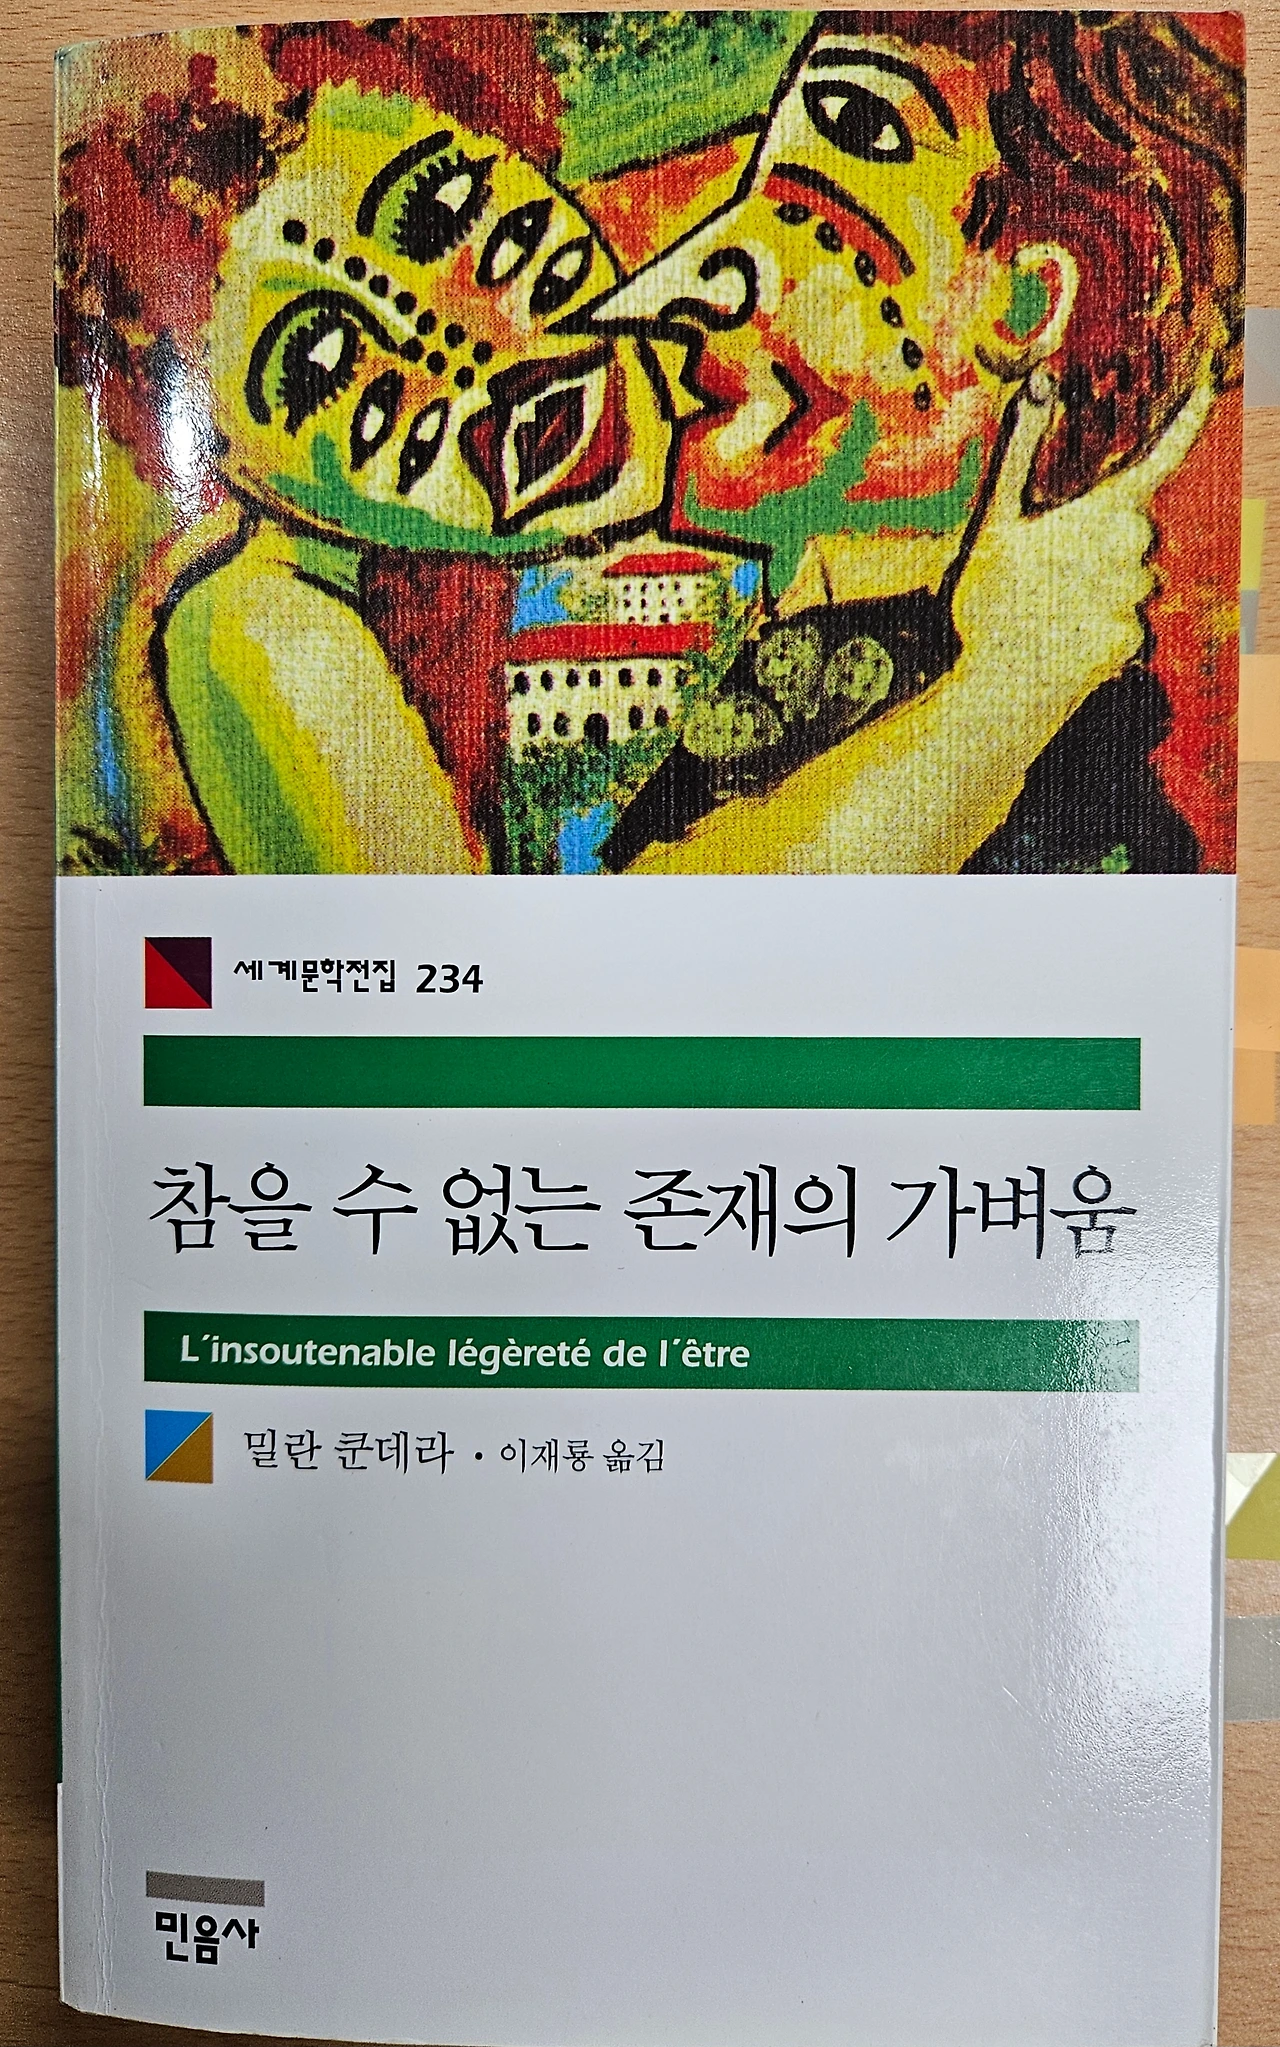 세계문학전집 234
참을 수 없는 존재의 가벼움
L´insoutenable légèreté de l´être
밀란 쿤데라 · 이재룡 옮김
민음사